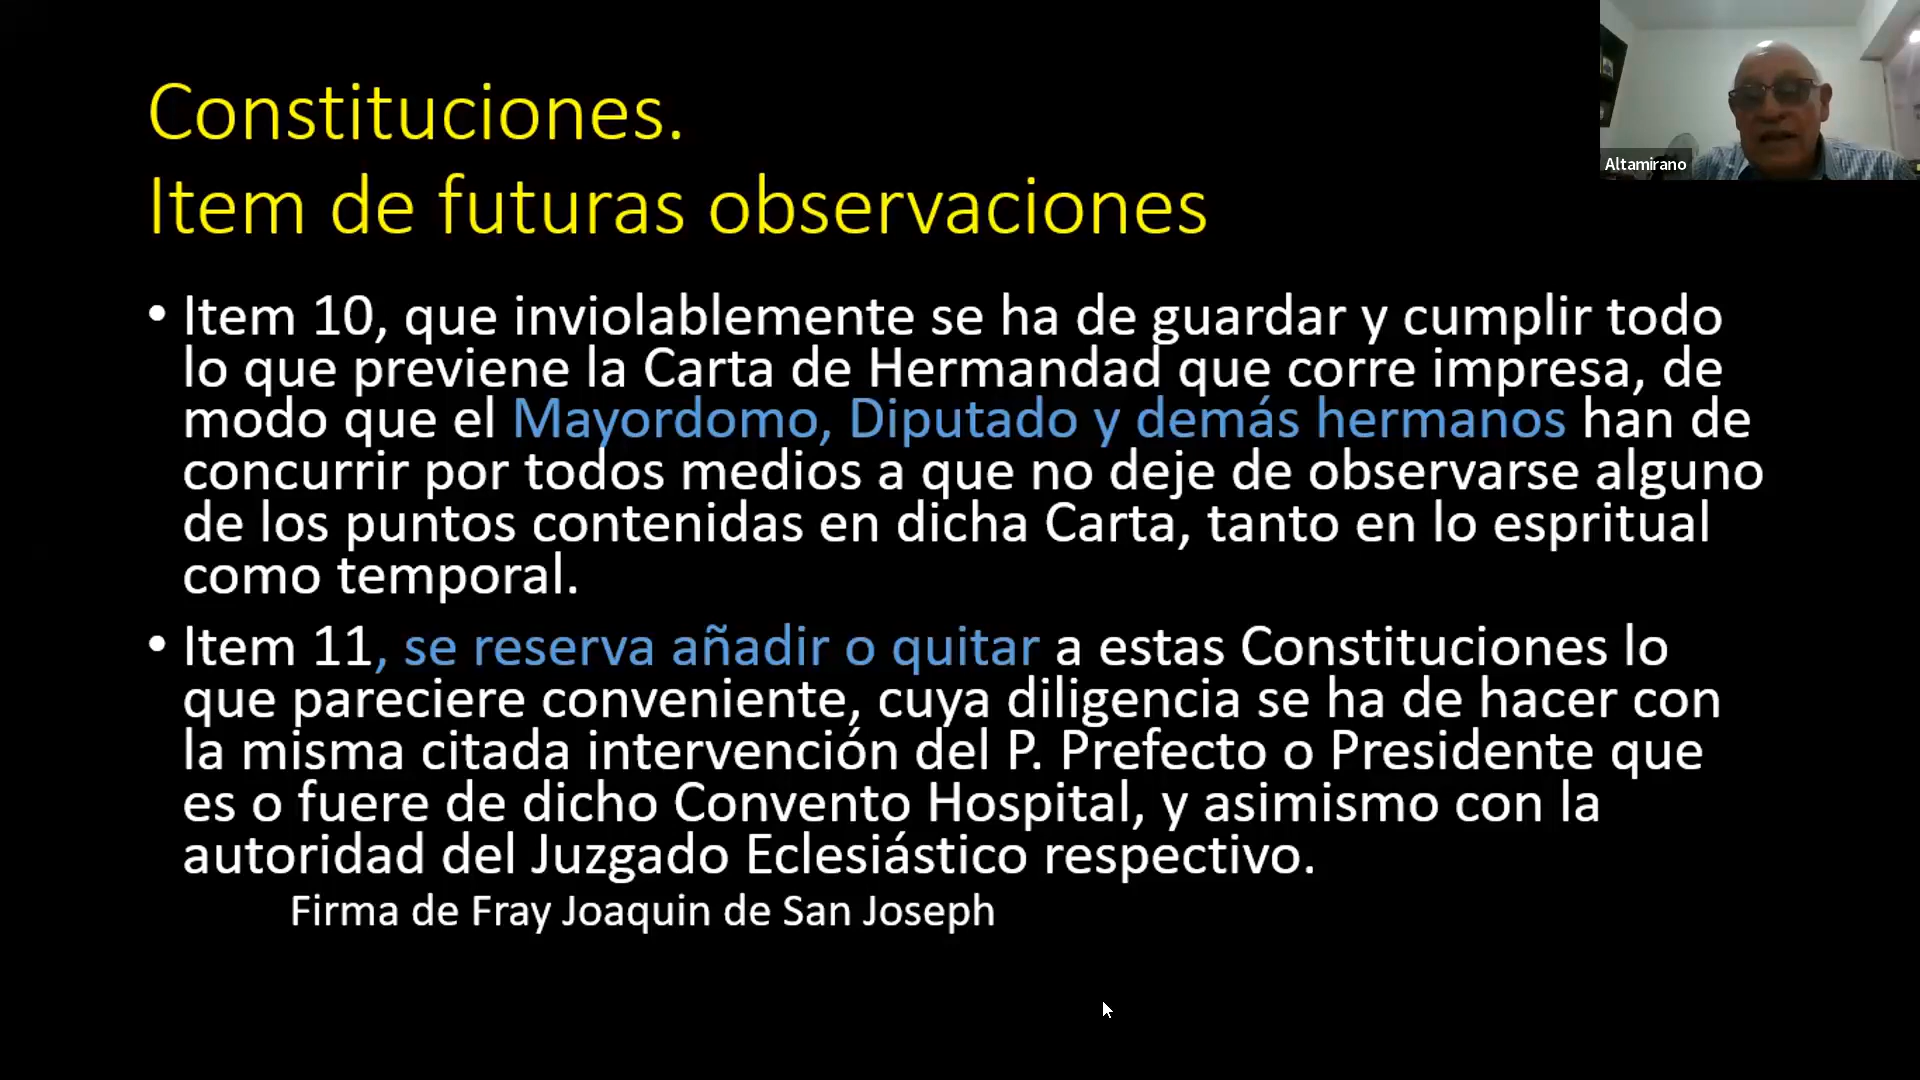 Constituciones.
Item de futuras observaciones
Altamirano
• Item 10, que inviolablemente se ha de guardar y cumplir todo
lo que previene la Carta de Hermandad que corre impresa, de
modo que el Mayordomo, Diputado y demás hermanos han de
concurrir por todos medios a que no deje de observarse alguno
de los puntos contenidas en dicha Carta, tanto en lo espritual
como temporal.
• Item 11, se reserva añadir o quitar a estas Constituciones lo
que pareciere conveniente, cuya diligencia se ha de hacer con
la misma citada intervención del P. Prefecto o Presidente que
es o fuere de dicho Convento Hospital, y asimismo con la
autoridad del Juzgado Eclesiástico respectivo.
Firma de Fray Joaquin de San Joseph